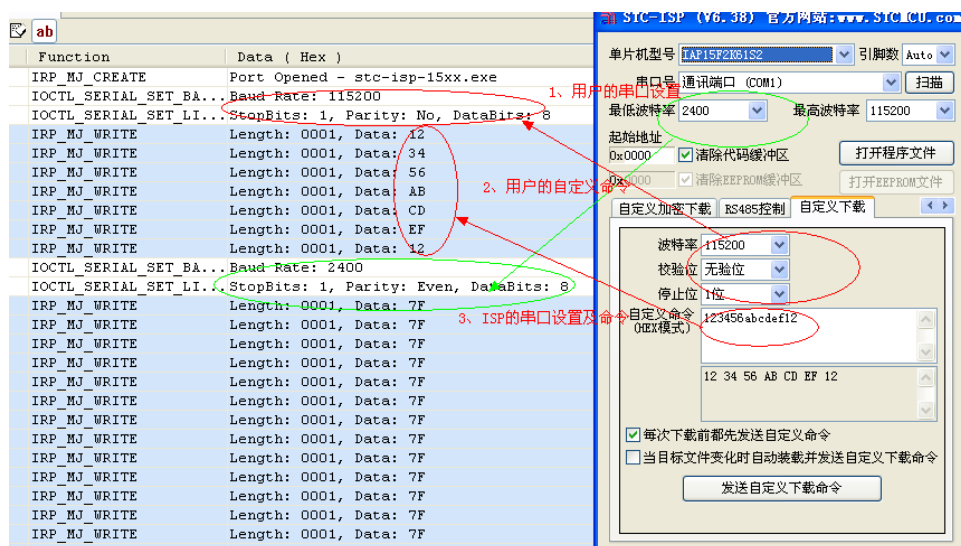 ab
Function Data ( Hex )
IRP_MJ_CREATE Port Opened - stc-isp-15xx.exe
IOCTL_SERIAL_SET_BA... Baud Rate: 115200
IOCTL_SERIAL_SET_LI... StopBits: 1, Parity: No, DataBits: 8
IRP_MJ_WRITE Length: 0001, Data: 12
IRP_MJ_WRITE Length: 0001, Data: 34
IRP_MJ_WRITE Length: 0001, Data: 56
IRP_MJ_WRITE Length: 0001, Data: AB
IRP_MJ_WRITE Length: 0001, Data: CD
IRP_MJ_WRITE Length: 0001, Data: EF
IRP_MJ_WRITE Length: 0001, Data: 12
IOCTL_SERIAL_SET_BA... Baud Rate: 2400
IOCTL_SERIAL_SET_LI... StopBits: 1, Parity: Even, DataBits: 8
IRP_MJ_WRITE Length: 0001, Data: 7F
IRP_MJ_WRITE Length: 0001, Data: 7F
IRP_MJ_WRITE Length: 0001, Data: 7F
IRP_MJ_WRITE Length: 0001, Data: 7F
IRP_MJ_WRITE Length: 0001, Data: 7F
IRP_MJ_WRITE Length: 0001, Data: 7F
IRP_MJ_WRITE Length: 0001, Data: 7F
IRP_MJ_WRITE Length: 0001, Data: 7F
IRP_MJ_WRITE Length: 0001, Data: 7F
IRP_MJ_WRITE Length: 0001, Data: 7F
IRP_MJ_WRITE Length: 0001, Data: 7F
IRP_MJ_WRITE Length: 0001, Data: 7F
IRP_MJ_WRITE Length: 0001, Data: 7F
1、用户的串口设置
2、用户的自定义命令
3、ISP的串口设置及命令
STC-ISP (V6.38) 官方网站:www.STCMCU.com
单片机型号 IAP15F2K61S2 引脚数 Auto
串口号 通讯端口 (COM1) 扫描
最低波特率 2400 最高波特率 115200
起始地址
0x0000 清除代码缓冲区 打开程序文件
0x0000 清除EEPROM缓冲区 打开EEPROM文件
自定义加密下载 RS485控制 自定义下载
波特率 115200
校验位 无验位
停止位 1位
自定义命令 123456abcdef12
(HEX模式)
12 34 56 AB CD EF 12
每次下载前都先发送自定义命令
当目标文件变化时自动装载并发送自定义下载命令
发送自定义下载命令